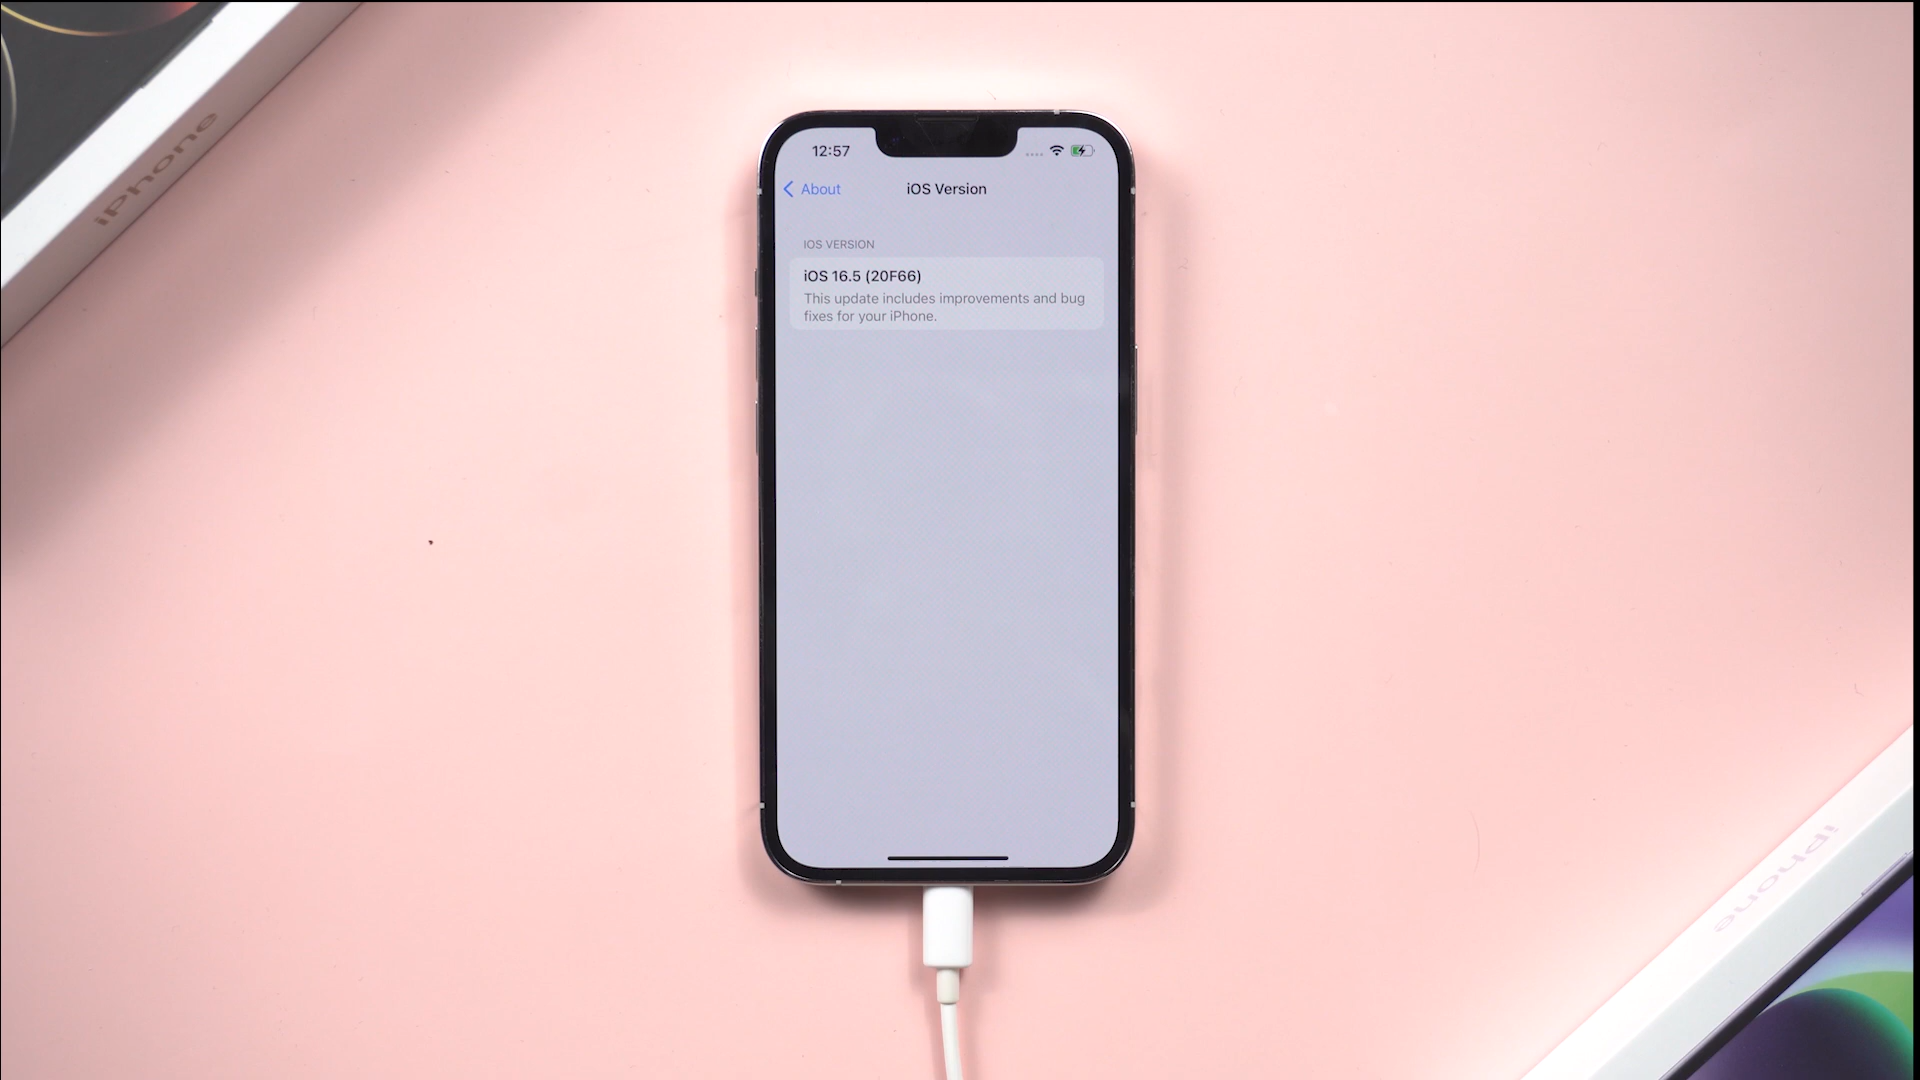 iPhone
12:57
About
iOS Version
IOS VERSION
iOS 16.5 (20F66)
This update includes improvements and bug
fixes for your iPhone.
iPhone